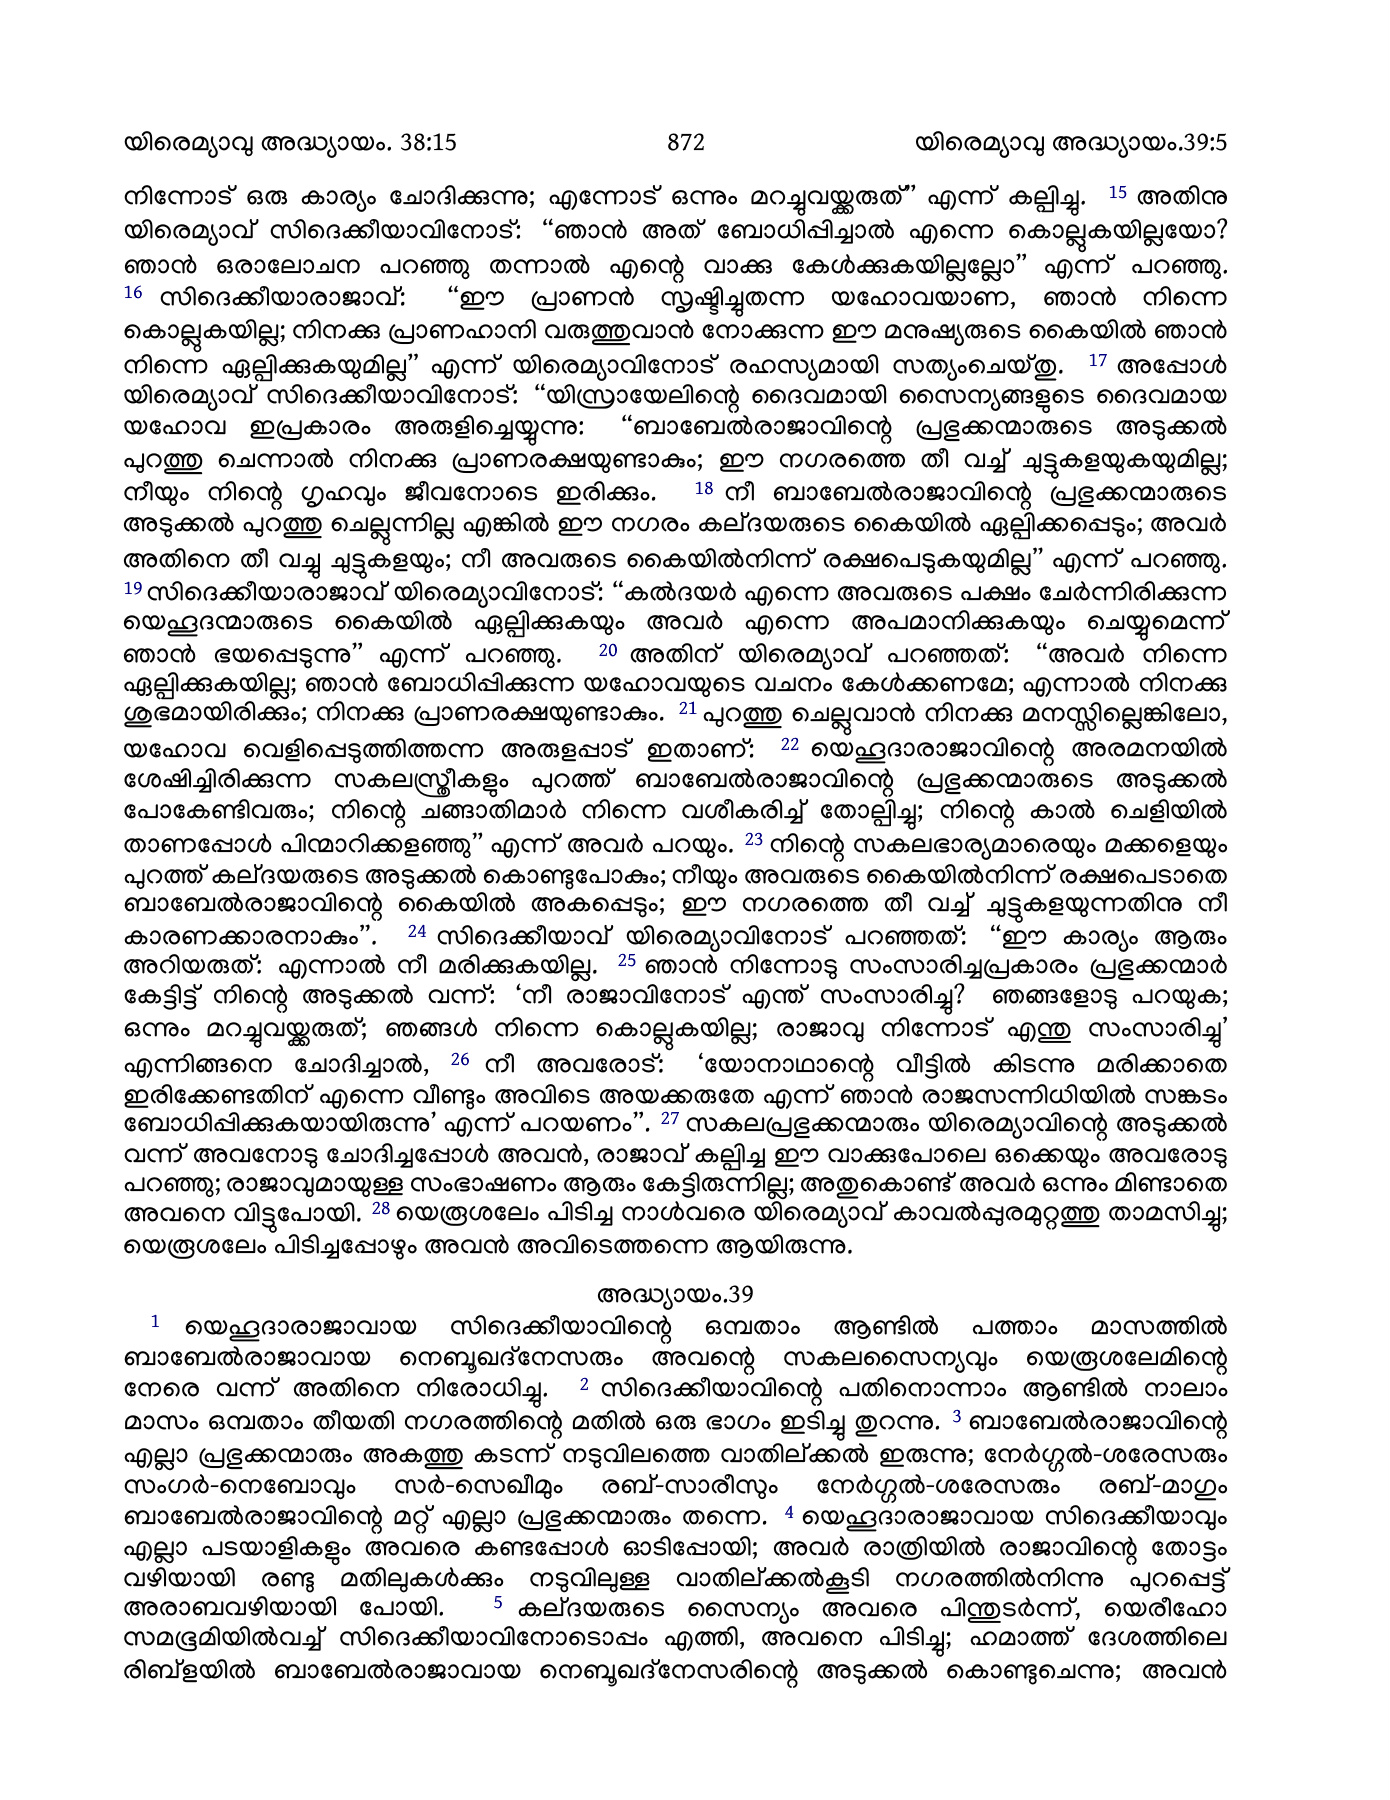 യിരെമ്യാവു അദ്ധ്യായം. 38:15 872 യിരെമ്യാവു അദ്ധ്യായം.39:5
നിന്നോട് ഒരു കാര്യം ചോദിക്കുന്നു; എന്നോട് ഒന്നും മറച്ചുവയ്ക്കരുത്” എന്ന് കല്പിച്ചു. 15 അതിനു
യിരെമ്യാവ് സിദെക്കീയാവിനോട്: “ഞാൻ അത് ബോധിപ്പിച്ചാൽ എന്നെ കൊല്ലുകയില്ലയോ?
ഞാൻ ഒരാലോചന പറഞ്ഞു തന്നാൽ എന്റെ വാക്കു കേൾക്കുകയില്ലല്ലോ” എന്ന് പറഞ്ഞു.
16 സിദെക്കീയാരാജാവ്: “ഈ പ്രാണൻ സൃഷ്ടിച്ചുതന്ന യഹോവയാണ, ഞാൻ നിന്നെ
കൊല്ലുകയില്ല; നിനക്കു പ്രാണഹാനി വരുത്തുവാൻ നോക്കുന്ന ഈ മനുഷ്യരുടെ കൈയിൽ ഞാൻ
നിന്നെ ഏല്പിക്കുകയുമില്ല” എന്ന് യിരെമ്യാവിനോട് രഹസ്യമായി സത്യംചെയ്തു. 17 അപ്പോൾ
യിരെമ്യാവ് സിദെക്കീയാവിനോട്: “യിസ്രായേലിന്റെ ദൈവമായി സൈന്യങ്ങളുടെ ദൈവമായ
യഹോവ ഇപ്രകാരം അരുളിച്ചെയ്യുന്നു: “ബാബേൽരാജാവിന്റെ പ്രഭുക്കന്മാരുടെ അടുക്കൽ
പുറത്തു ചെന്നാൽ നിനക്കു പ്രാണരക്ഷയുണ്ടാകും; ഈ നഗരത്തെ തീ വച്ച് ചുട്ടുകളയുകയുമില്ല;
നീയും നിന്റെ ഗൃഹവും ജീവനോടെ ഇരിക്കും. 18 നീ ബാബേൽരാജാവിന്റെ പ്രഭുക്കന്മാരുടെ
അടുക്കൽ പുറത്തു ചെല്ലുന്നില്ല എങ്കിൽ ഈ നഗരം കല്ദയരുടെ കൈയിൽ ഏല്പിക്കപ്പെടും; അവർ
അതിനെ തീ വച്ചു ചുട്ടുകളയും; നീ അവരുടെ കൈയിൽനിന്ന് രക്ഷപെടുകയുമില്ല” എന്ന് പറഞ്ഞു.
19 സിദെക്കീയാരാജാവ് യിരെമ്യാവിനോട്: “കൽദയർ എന്നെ അവരുടെ പക്ഷം ചേർന്നിരിക്കുന്ന
യെഹൂദന്മാരുടെ കൈയിൽ ഏല്പിക്കുകയും അവർ എന്നെ അപമാനിക്കുകയും ചെയ്യുമെന്ന്
ഞാൻ ഭയപ്പെടുന്നു” എന്ന് പറഞ്ഞു. 20 അതിന് യിരെമ്യാവ് പറഞ്ഞത്: “അവർ നിന്നെ
ഏല്പിക്കുകയില്ല; ഞാൻ ബോധിപ്പിക്കുന്ന യഹോവയുടെ വചനം കേൾക്കണമേ; എന്നാൽ നിനക്കു
ശുഭമായിരിക്കും; നിനക്കു പ്രാണരക്ഷയുണ്ടാകും. 21 പുറത്തു ചെല്ലുവാൻ നിനക്കു മനസ്സില്ലെങ്കിലോ,
യഹോവ വെളിപ്പെടുത്തിത്തന്ന അരുളപ്പാട് ഇതാണ്: 22 യെഹൂദാരാജാവിന്റെ അരമനയിൽ
ശേഷിച്ചിരിക്കുന്ന സകലസ്ത്രീകളും പുറത്ത് ബാബേൽരാജാവിന്റെ പ്രഭുക്കന്മാരുടെ അടുക്കൽ
പോകേണ്ടിവരും; നിന്റെ ചങ്ങാതിമാർ നിന്നെ വശീകരിച്ച് തോല്പിച്ചു; നിന്റെ കാൽ ചെളിയിൽ
താണപ്പോൾ പിന്മാറിക്കളഞ്ഞു” എന്ന് അവർ പറയും. 23 നിന്റെ സകലഭാര്യമാരെയും മക്കളെയും
പുറത്ത് കല്ദയരുടെ അടുക്കൽ കൊണ്ടുപോകും; നീയും അവരുടെ കൈയിൽനിന്ന് രക്ഷപെടാതെ
ബാബേൽരാജാവിന്റെ കൈയിൽ അകപ്പെടും; ഈ നഗരത്തെ തീ വച്ച് ചുട്ടുകളയുന്നതിനു നീ
കാരണക്കാരനാകും”. 24 സിദെക്കീയാവ് യിരെമ്യാവിനോട് പറഞ്ഞത്: “ഈ കാര്യം ആരും
അറിയരുത്: എന്നാൽ നീ മരിക്കുകയില്ല. 25 ഞാൻ നിന്നോടു സംസാരിച്ചപ്രകാരം പ്രഭുക്കന്മാർ
കേട്ടിട്ട് നിന്റെ അടുക്കൽ വന്ന്: ‘നീ രാജാവിനോട് എന്ത് സംസാരിച്ചു? ഞങ്ങളോടു പറയുക;
ഒന്നും മറച്ചുവയ്ക്കരുത്; ഞങ്ങൾ നിന്നെ കൊല്ലുകയില്ല; രാജാവു നിന്നോട് എന്തു സംസാരിച്ചു’
എന്നിങ്ങനെ ചോദിച്ചാൽ, 26 നീ അവരോട്: ‘യോനാഥാന്റെ വീട്ടിൽ കിടന്നു മരിക്കാതെ
ഇരിക്കേണ്ടതിന് എന്നെ വീണ്ടും അവിടെ അയക്കരുതേ എന്ന് ഞാൻ രാജസന്നിധിയിൽ സങ്കടം
ബോധിപ്പിക്കുകയായിരുന്നു’ എന്ന് പറയണം”. 27 സകലപ്രഭുക്കന്മാരും യിരെമ്യാവിന്റെ അടുക്കൽ
വന്ന് അവനോടു ചോദിച്ചപ്പോൾ അവൻ, രാജാവ് കല്പിച്ച ഈ വാക്കുപോലെ ഒക്കെയും അവരോടു
പറഞ്ഞു; രാജാവുമായുള്ള സംഭാഷണം ആരും കേട്ടിരുന്നില്ല; അതുകൊണ്ട് അവർ ഒന്നും മിണ്ടാതെ
അവനെ വിട്ടുപോയി. 28 യെരൂശലേം പിടിച്ച നാൾവരെ യിരെമ്യാവ് കാവൽപ്പുരമുറ്റത്തു താമസിച്ചു;
യെരൂശലേം പിടിച്ചപ്പോഴും അവൻ അവിടെത്തന്നെ ആയിരുന്നു.
അദ്ധ്യായം.39
1 യെഹൂദാരാജാവായ സിദെക്കീയാവിന്റെ ഒമ്പതാം ആണ്ടിൽ പത്താം മാസത്തിൽ
ബാബേൽരാജാവായ നെബൂഖദ്നേസരും അവന്റെ സകലസൈന്യവും യെരൂശലേമിന്റെ
നേരെ വന്ന് അതിനെ നിരോധിച്ചു. 2 സിദെക്കീയാവിന്റെ പതിനൊന്നാം ആണ്ടിൽ നാലാം
മാസം ഒമ്പതാം തീയതി നഗരത്തിന്റെ മതിൽ ഒരു ഭാഗം ഇടിച്ചു തുറന്നു. 3 ബാബേൽരാജാവിന്റെ
എല്ലാ പ്രഭുക്കന്മാരും അകത്തു കടന്ന് നടുവിലത്തെ വാതില്ക്കൽ ഇരുന്നു; നേർഗ്ഗൽ-ശരേസരും
സംഗർ-നെബോവും സർ-സെഖീമും രബ്-സാരീസും നേർഗ്ഗൽ-ശരേസരും രബ്-മാഗും
ബാബേൽരാജാവിന്റെ മറ്റ് എല്ലാ പ്രഭുക്കന്മാരും തന്നെ. 4 യെഹൂദാരാജാവായ സിദെക്കീയാവും
എല്ലാ പടയാളികളും അവരെ കണ്ടപ്പോൾ ഓടിപ്പോയി; അവർ രാത്രിയിൽ രാജാവിന്റെ തോട്ടം
വഴിയായി രണ്ടു മതിലുകൾക്കും നടുവിലുള്ള വാതില്ക്കൽകൂടി നഗരത്തിൽനിന്നു പുറപ്പെട്ട്
അരാബവഴിയായി പോയി. 5 കല്ദയരുടെ സൈന്യം അവരെ പിന്തുടർന്ന്, യെരീഹോ
സമഭൂമിയിൽവച്ച് സിദെക്കീയാവിനോടൊപ്പം എത്തി, അവനെ പിടിച്ചു; ഹമാത്ത് ദേശത്തിലെ
രിബ്ളയിൽ ബാബേൽരാജാവായ നെബൂഖദ്നേസരിന്റെ അടുക്കൽ കൊണ്ടുചെന്നു; അവൻ